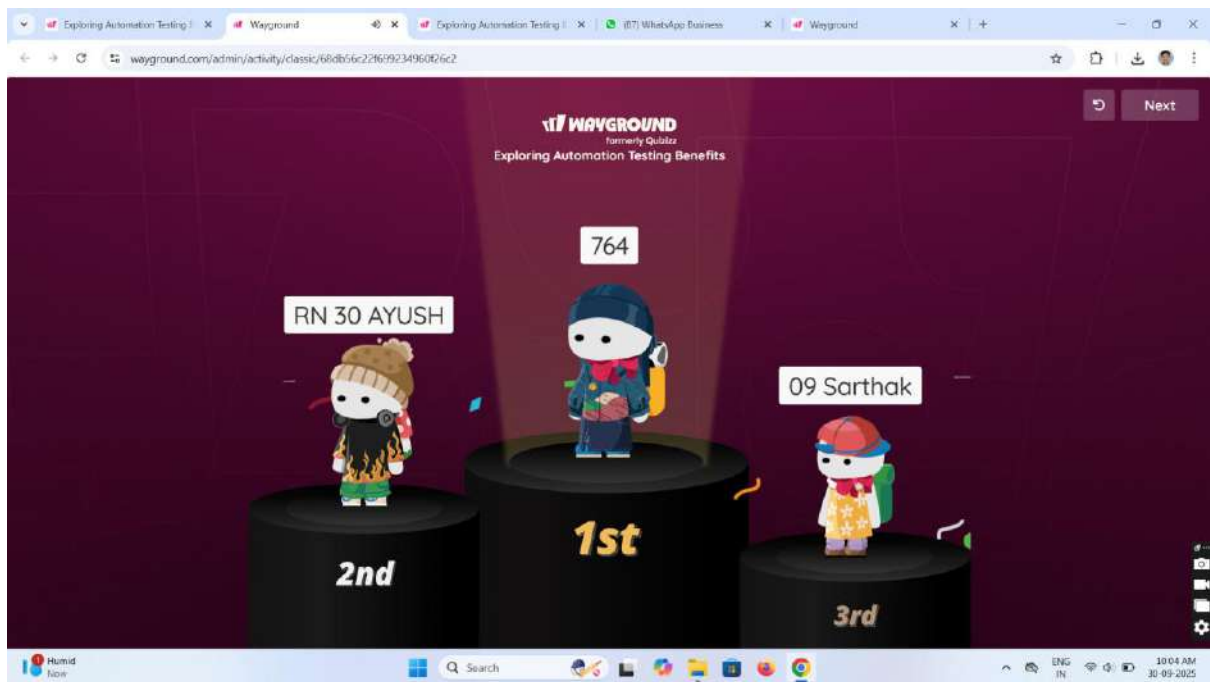 Exploring Automation Testing
Wayground
Exploring Automation Testing
(87) WhatsApp Business
Wayground
wayground.com/admin/activity/classic/68db56c22f699234960f26c2
Next
WAYGROUND
formerly Quizizz
Exploring Automation Testing Benefits
764
RN 30 AYUSH
09 Sarthak
1st
2nd
3rd
1
Humid
Now
Search
ENG
IN
10:04 AM
30-09-2025